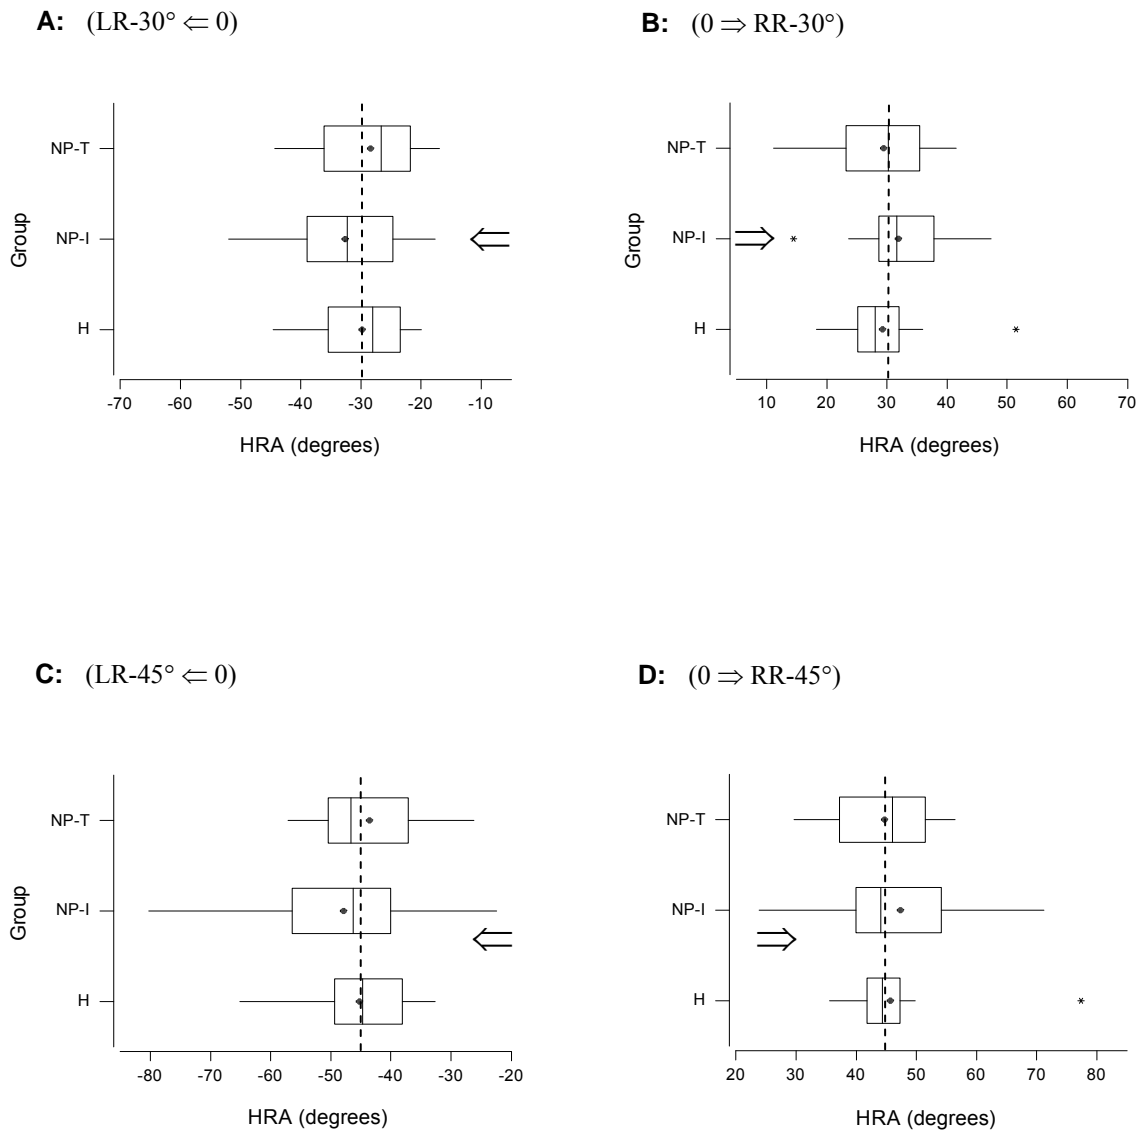 A: (LR-30° ⇐ 0)
NP-T
NP-I
H
Group
-70 -60 -50 -40 -30 -20 -10
HRA (degrees)
B: (0 ⇒ RR-30°)
NP-T
NP-I
*
H
*
Group
10 20 30 40 50 60 70
HRA (degrees)
C: (LR-45° ⇐ 0)
NP-T
NP-I
H
Group
-80 -70 -60 -50 -40 -30 -20
HRA (degrees)
D: (0 ⇒ RR-45°)
NP-T
NP-I
H
*
20 30 40 50 60 70 80
HRA (degrees)